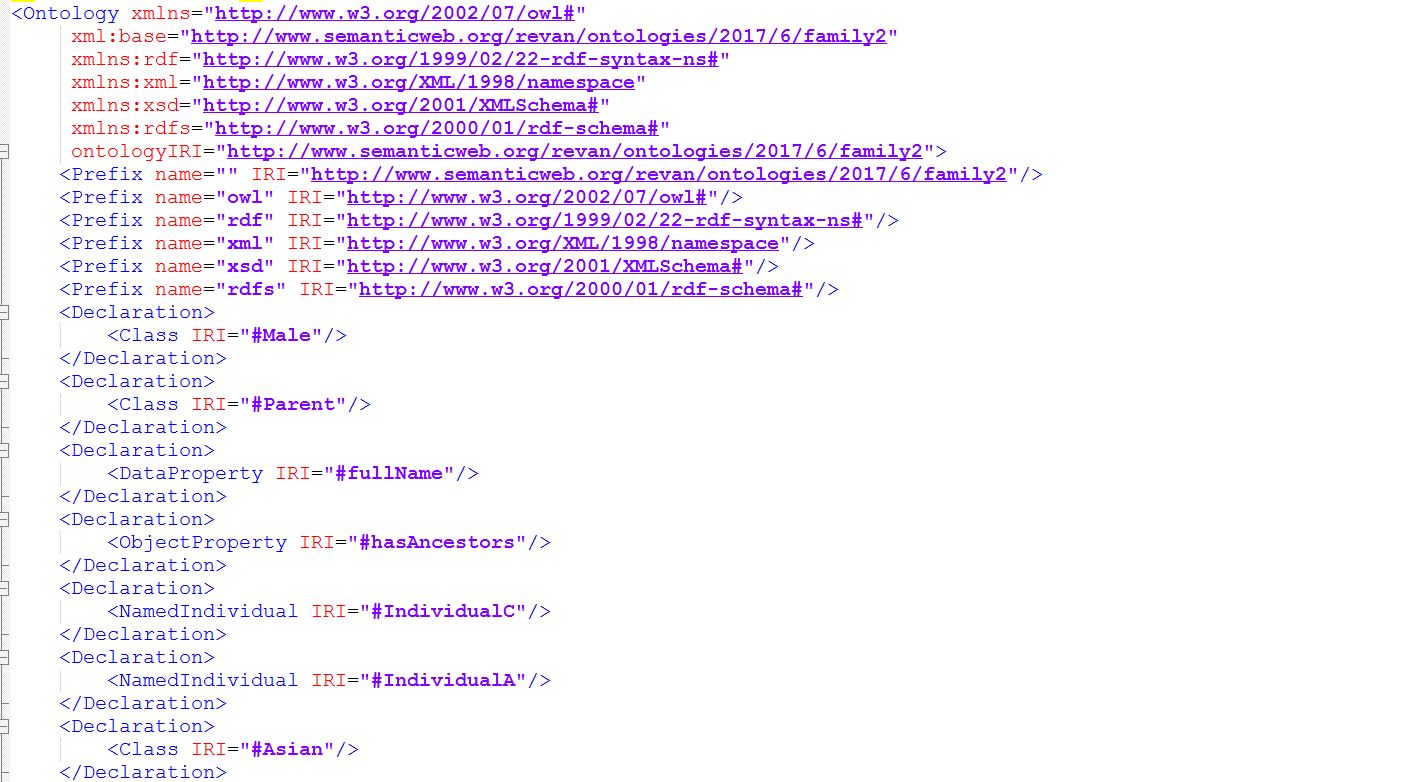 <Ontology xmlns="http://www.w3.org/2002/07/owl#"
     xml:base="http://www.semanticweb.org/revan/ontologies/2017/6/family2"
     xmlns:rdf="http://www.w3.org/1999/02/22-rdf-syntax-ns#"
     xmlns:xml="http://www.w3.org/XML/1998/namespace"
     xmlns:xsd="http://www.w3.org/2001/XMLSchema#"
     xmlns:rdfs="http://www.w3.org/2000/01/rdf-schema#"
     ontologyIRI="http://www.semanticweb.org/revan/ontologies/2017/6/family2">
    <Prefix name="" IRI="http://www.semanticweb.org/revan/ontologies/2017/6/family2"/>
    <Prefix name="owl" IRI="http://www.w3.org/2002/07/owl#"/>
    <Prefix name="rdf" IRI="http://www.w3.org/1999/02/22-rdf-syntax-ns#"/>
    <Prefix name="xml" IRI="http://www.w3.org/XML/1998/namespace"/>
    <Prefix name="xsd" IRI="http://www.w3.org/2001/XMLSchema#"/>
    <Prefix name="rdfs" IRI="http://www.w3.org/2000/01/rdf-schema#"/>
    <Declaration>
        <Class IRI="#Male"/>
    </Declaration>
    <Declaration>
        <Class IRI="#Parent"/>
    </Declaration>
    <Declaration>
        <DataProperty IRI="#fullName"/>
    </Declaration>
    <Declaration>
        <ObjectProperty IRI="#hasAncestors"/>
    </Declaration>
    <Declaration>
        <NamedIndividual IRI="#IndividualC"/>
    </Declaration>
    <Declaration>
        <NamedIndividual IRI="#IndividualA"/>
    </Declaration>
    <Declaration>
        <Class IRI="#Asian"/>
    </Declaration>